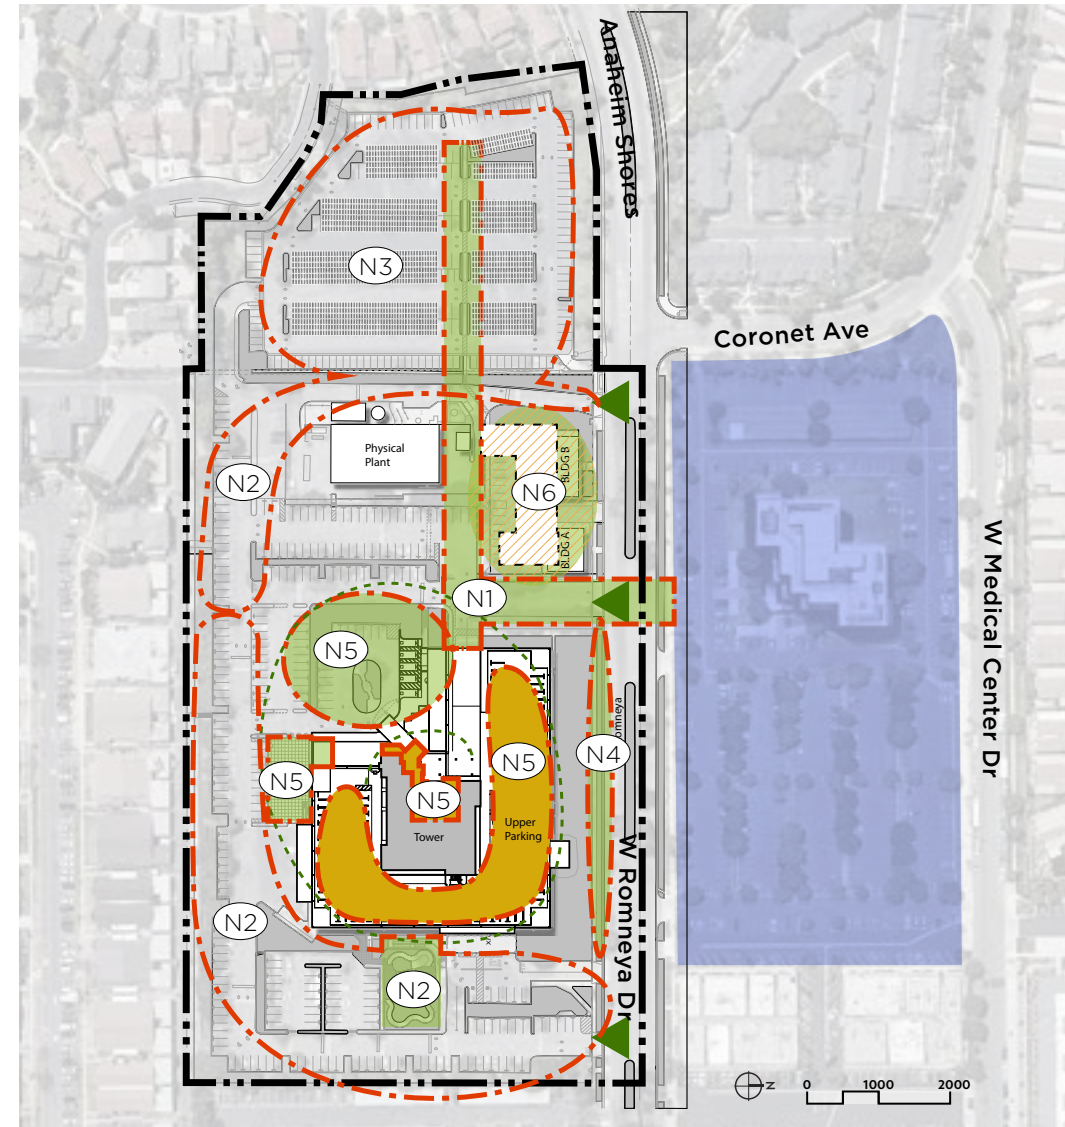 Anaheim Shores
N3
Coronet Ave
Physical
Plant
N2
BLDG B
N6
BLDG A
W Medical Center Dr
N1
N5
N5
N4
N5
N5
Upper
Parking
Tower
W Romneya Dr
N2
N2
N
0 1000 2000